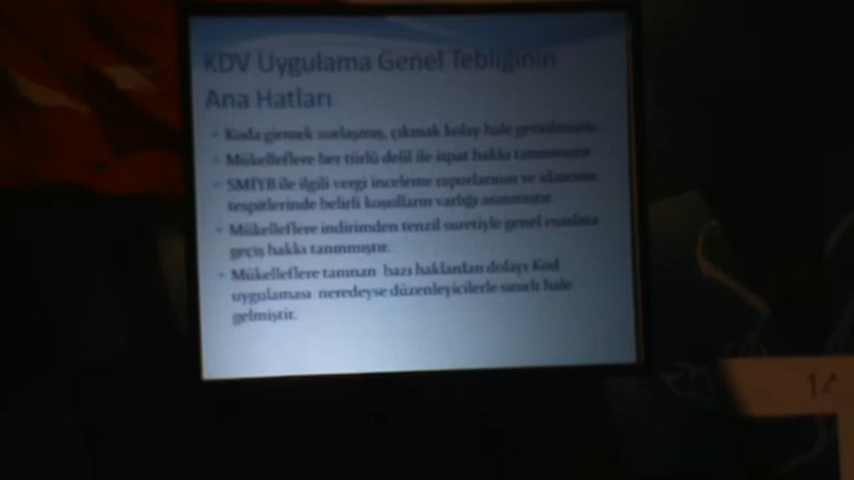 KDV Uygulama Genel Tebliğinin
Ana Hatları
• Koda girmek zorlaşmış, çıkmak kolay hale getirilmiştir.
• Mükelleflere her türlü delil ile ispat hakkı tanınmıştır.
• SMİYB ile ilgili vergi inceleme raporlarının ve idarenin
tespitlerinde belirli koşulların varlığı aranmıştır.
• Mükelleflere indirimden tenzil suretiyle genel esaslara
geçiş hakkı tanınmıştır.
• Mükelleflere tanınan bazı haklardan dolayı Kod
uygulaması neredeyse düzenleyicilerle sınırlı hale
gelmiştir.
14